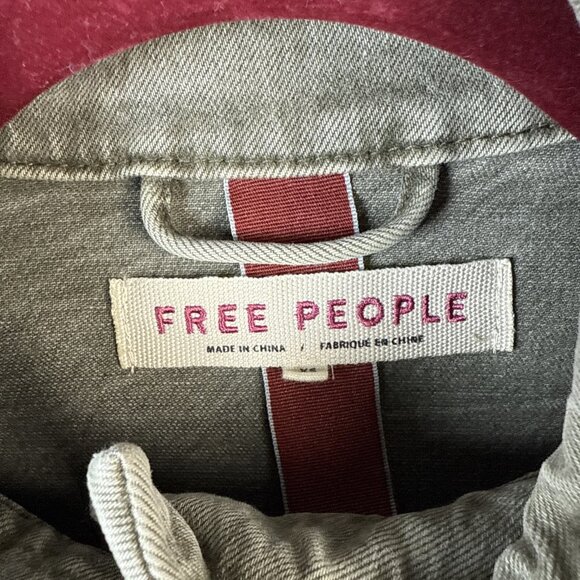 FREE PEOPLE
MADE IN CHINA / FABRIQUE EN CHINE